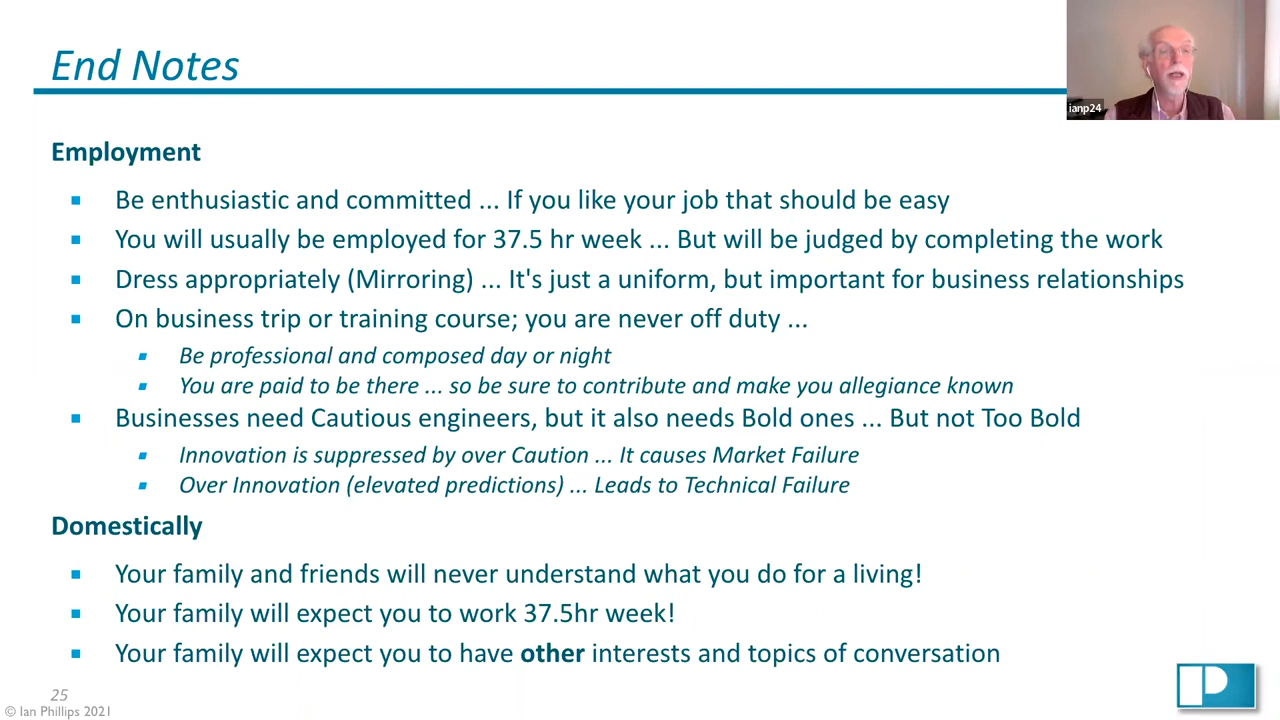 End Notes
ianp24
Employment
Be enthusiastic and committed ... If you like your job that should be easy
You will usually be employed for 37.5 hr week ... But will be judged by completing the work
Dress appropriately (Mirroring) ... It's just a uniform, but important for business relationships
On business trip or training course; you are never off duty ...
Be professional and composed day or night
You are paid to be there ... so be sure to contribute and make you allegiance known
Businesses need Cautious engineers, but it also needs Bold ones ... But not Too Bold
Innovation is suppressed by over Caution ... It causes Market Failure
Over Innovation (elevated predictions) ... Leads to Technical Failure
Domestically
Your family and friends will never understand what you do for a living!
Your family will expect you to work 37.5hr week!
Your family will expect you to have other interests and topics of conversation
25
© Ian Phillips 2021
P